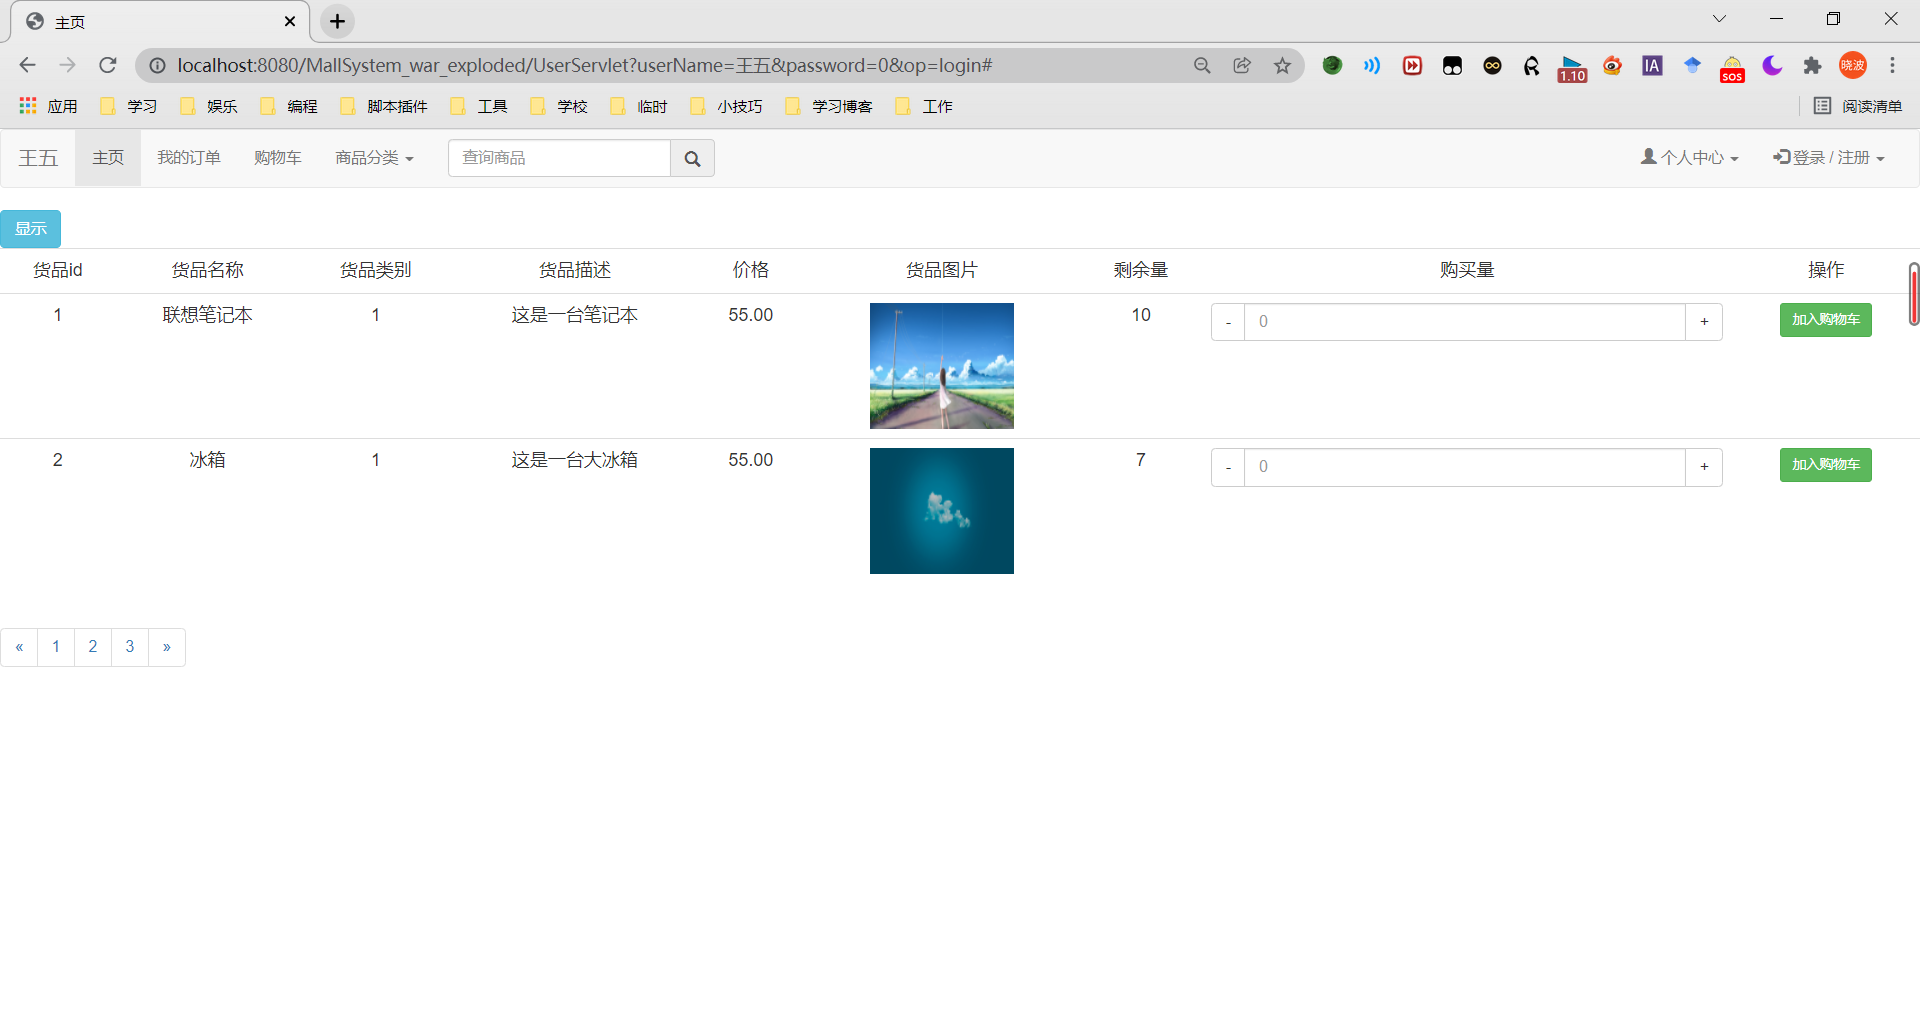 主页
localhost:8080/MallSystem_war_exploded/UserServlet?userName=王五&password=0&op=login#
1.10
IA
sos
晓波
应用 学习 娱乐 编程 脚本插件 工具 学校 临时 小技巧 学习博客 工作 阅读清单
王五 主页 我的订单 购物车 商品分类 查询商品 个人中心 登录 / 注册
显示
货品id 货品名称 货品类别 货品描述 价格 货品图片 剩余量 购买量 操作
1 联想笔记本 1 这是一台笔记本 55.00 10 - 0 + 加入购物车
2 冰箱 1 这是一台大冰箱 55.00 7 - 0 + 加入购物车
« 1 2 3 »